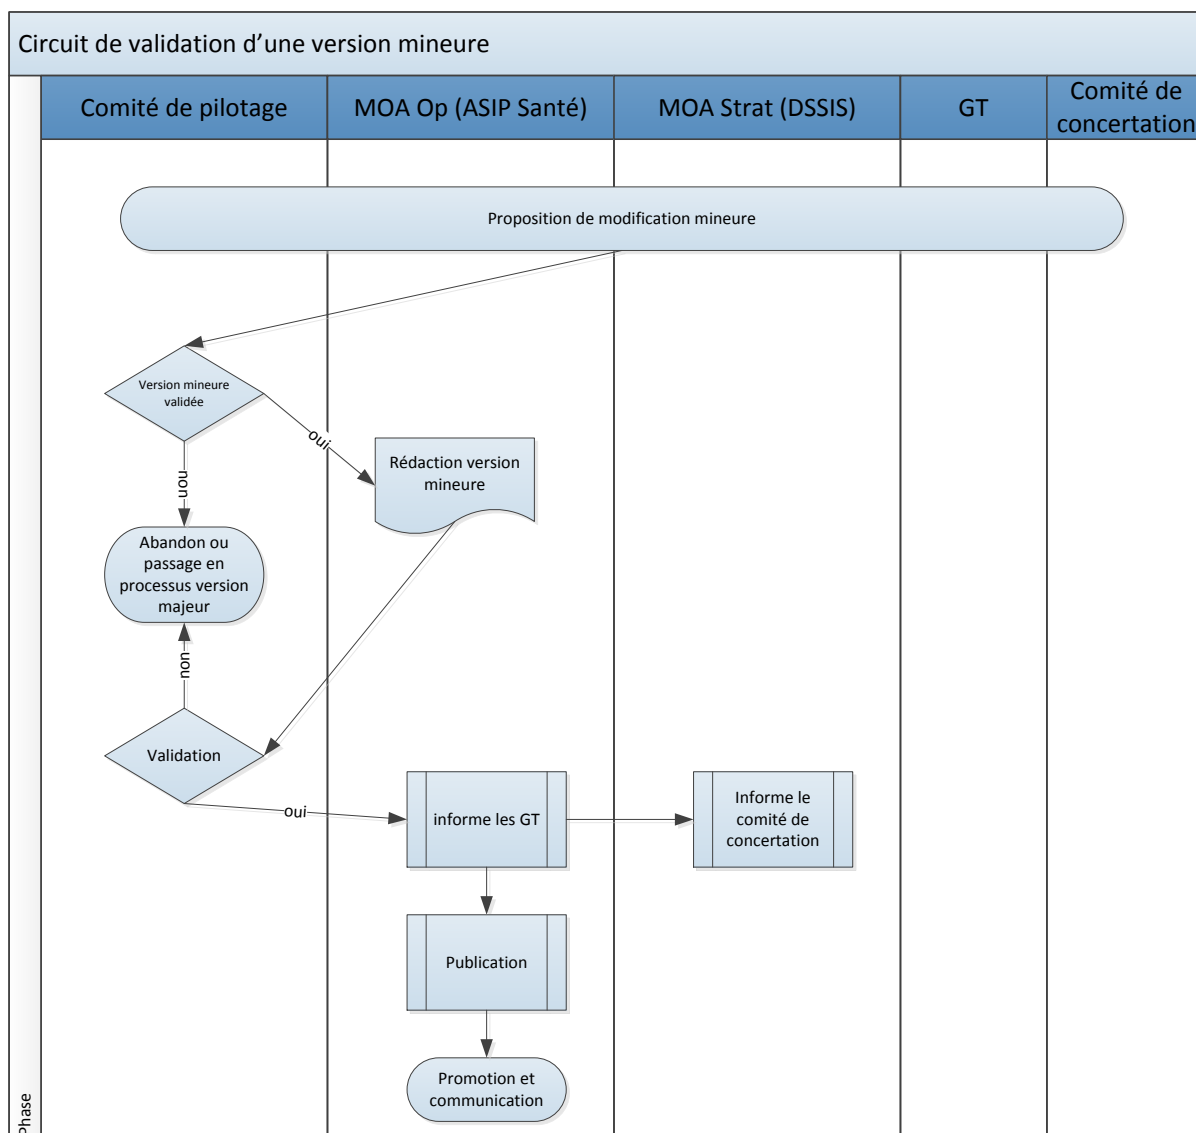 Circuit de validation d’une version mineure
Comité de pilotage
MOA Op (ASIP Santé)
MOA Strat (DSSIS)
GT
Comité de
concertation
Proposition de modification mineure
Version mineure
validée
oui
Rédaction version
mineure
non
Abandon ou
passage en
processus version
majeur
non
Validation
oui
informe les GT
Informe le
comité de
concertation
Publication
Promotion et
communication
Phase